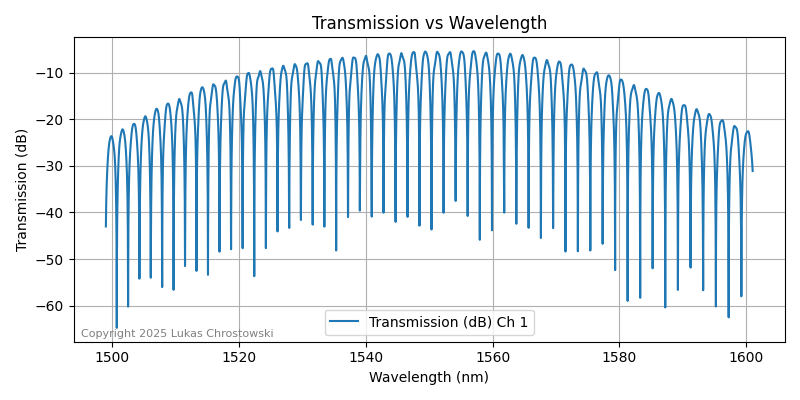 Transmission vs Wavelength
Transmission (dB)
−10
−20
−30
−40
−50
−60
Transmission (dB) Ch 1
Copyright 2025 Lukas Chrostowski
1500 1520 1540 1560 1580 1600
Wavelength (nm)